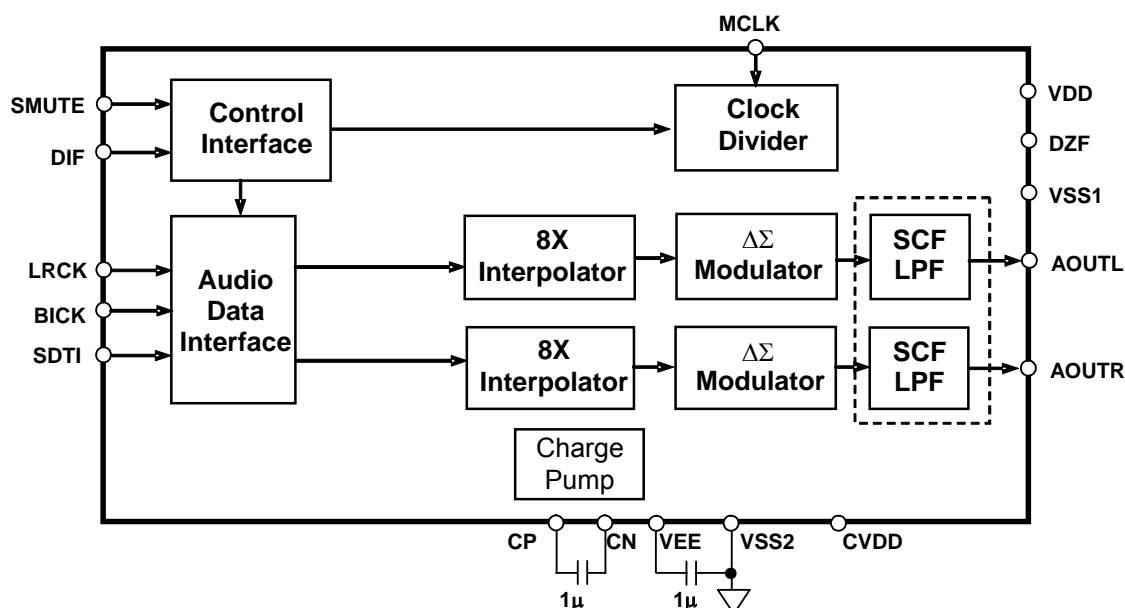 MCLK
SMUTE
DIF
Control
Interface
Clock
Divider
VDD
DZF
VSS1
LRCK
BICK
SDTI
Audio
Data
Interface
8X
Interpolator
ΔΣ
Modulator
SCF
LPF
AOUTL
8X
Interpolator
ΔΣ
Modulator
SCF
LPF
AOUTR
Charge
Pump
CP
CN
VEE
VSS2
CVDD
1μ
1μ